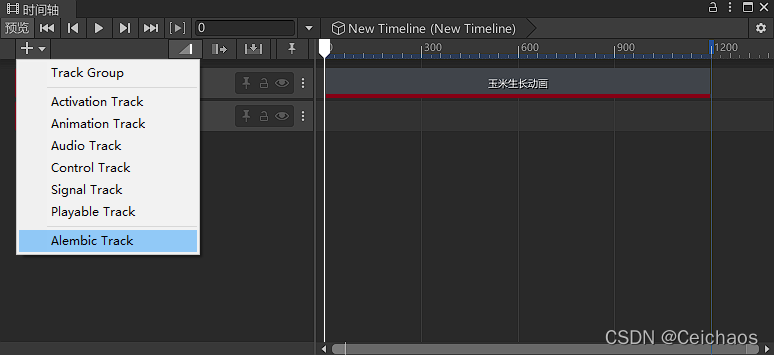 时间轴
预览
0
New Timeline (New Timeline)
0
300
600
900
1200
Track Group
Activation Track
Animation Track
Audio Track
Control Track
Signal Track
Playable Track
Alembic Track
玉米生长动画
CSDN @Ceichaos